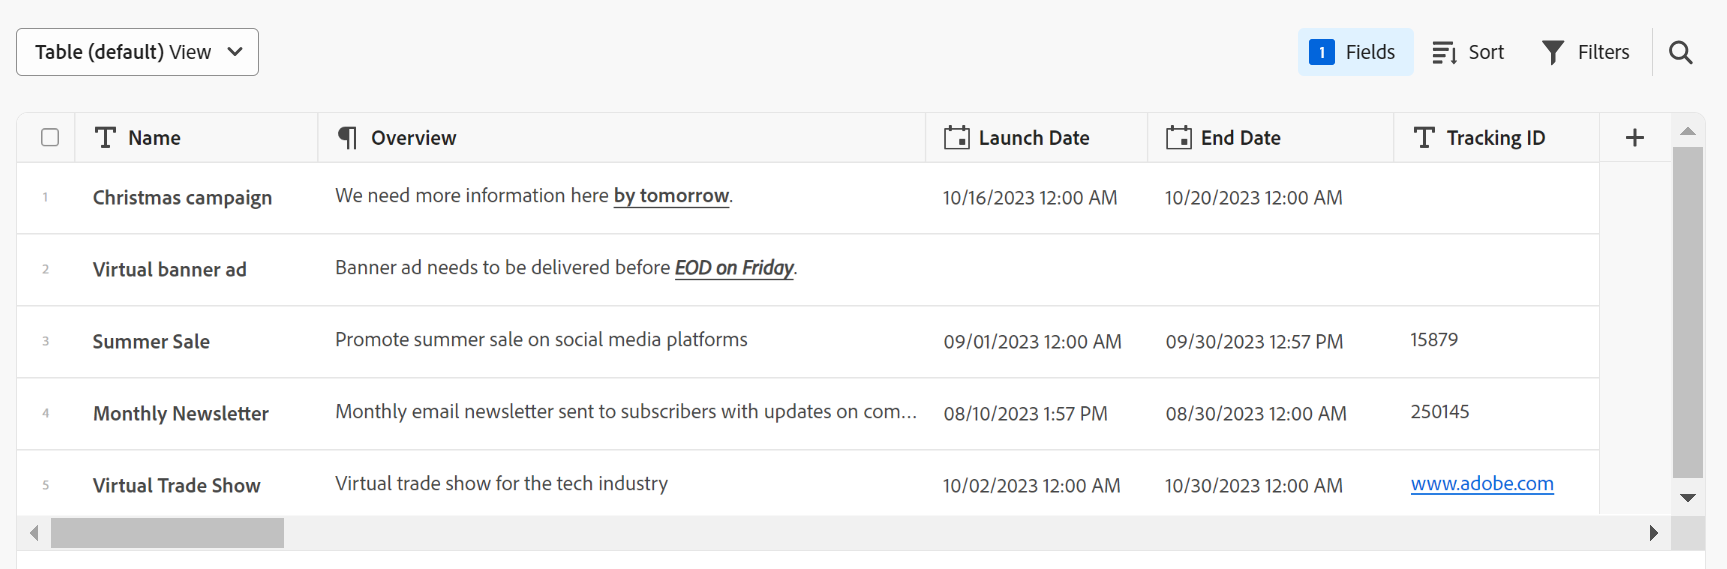 Table (default) View 1 Fields Sort Filters
Name Overview Launch Date End Date Tracking ID
1 Christmas campaign We need more information here by tomorrow. 10/16/2023 12:00 AM 10/20/2023 12:00 AM
2 Virtual banner ad Banner ad needs to be delivered before EOD on Friday.
3 Summer Sale Promote summer sale on social media platforms 09/01/2023 12:00 AM 09/30/2023 12:57 PM 15879
4 Monthly Newsletter Monthly email newsletter sent to subscribers with updates on com... 08/10/2023 1:57 PM 08/30/2023 12:00 AM 250145
5 Virtual Trade Show Virtual trade show for the tech industry 10/02/2023 12:00 AM 10/30/2023 12:00 AM www.adobe.com